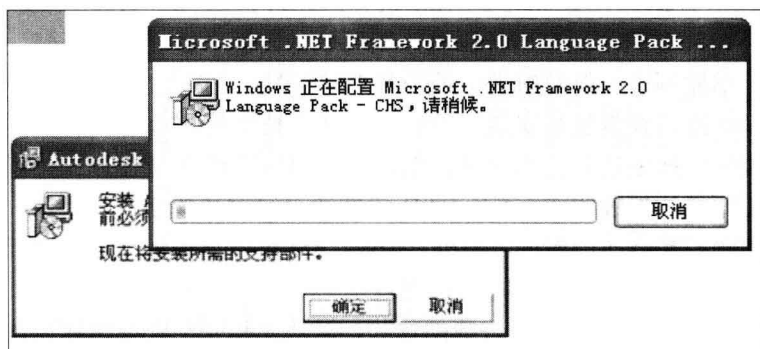 Microsoft .NET Framework 2.0 Language Pack ...
Windows 正在配置 Microsoft .NET Framework 2.0
Language Pack - CHS，请稍候。
取消
Autodesk
安装
前必须
现在将安装所需的支持部件。
确定
取消